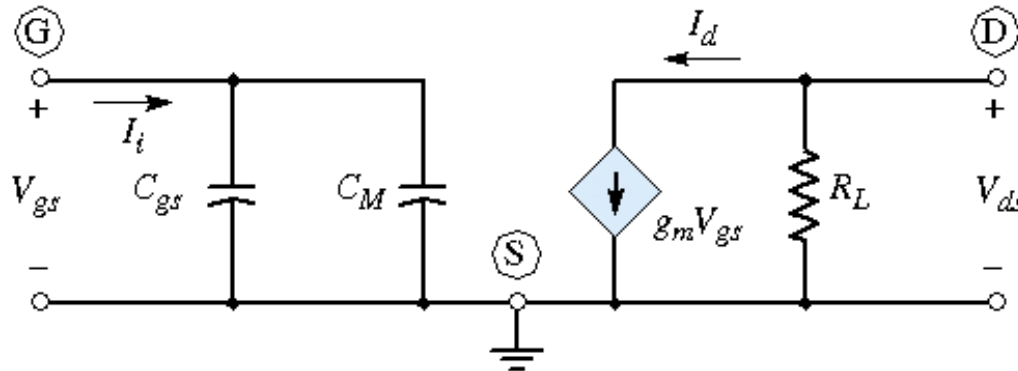 G
D
I_d
+
+
I_i
V_gs
C_gs
C_M
g_mV_gs
R_L
V_ds
S
−
−